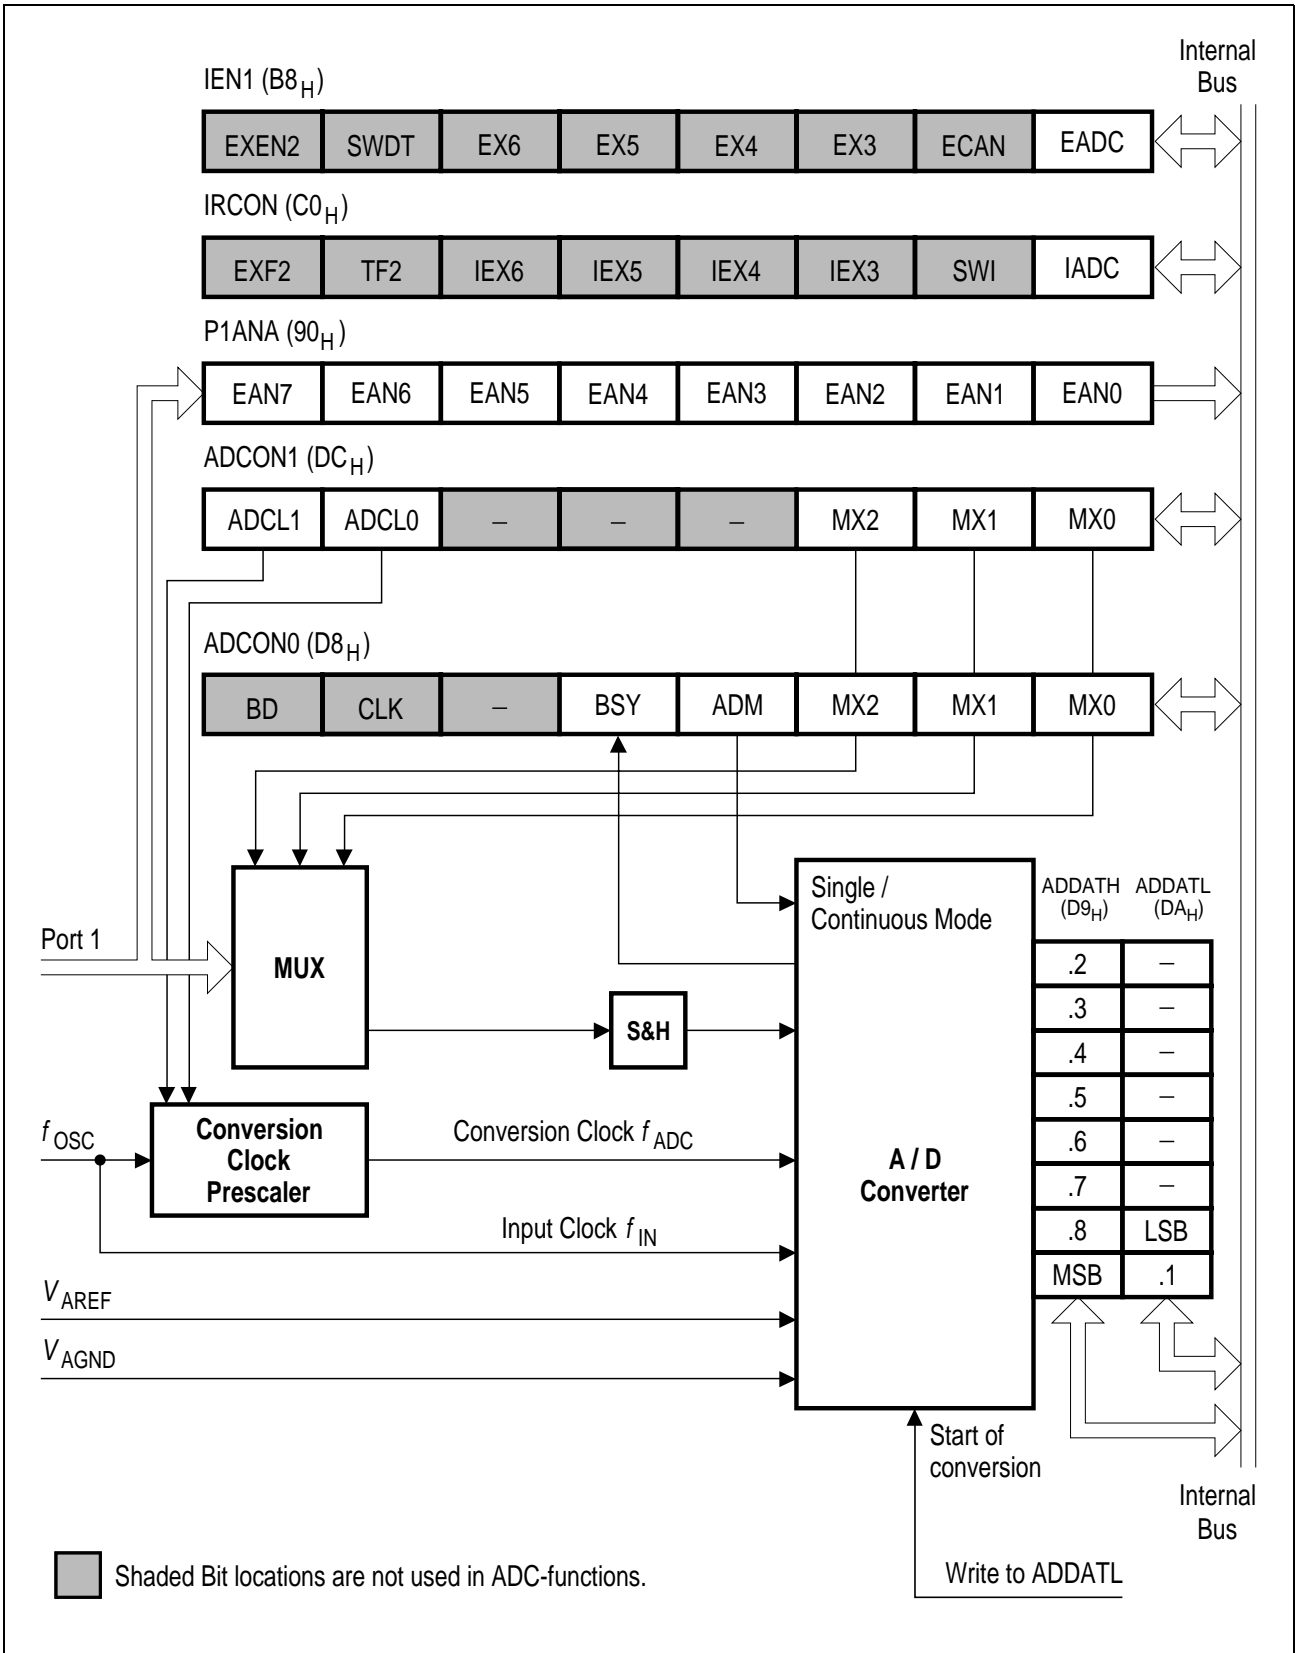 Internal
Bus
IEN1 (B8H)
EXEN2 SWDT EX6 EX5 EX4 EX3 ECAN EADC
IRCON (C0H)
EXF2 TF2 IEX6 IEX5 IEX4 IEX3 SWI IADC
P1ANA (90H)
EAN7 EAN6 EAN5 EAN4 EAN3 EAN2 EAN1 EAN0
ADCON1 (DCH)
ADCL1 ADCL0 – – – MX2 MX1 MX0
ADCON0 (D8H)
BD CLK – BSY ADM MX2 MX1 MX0
Single /
Continuous Mode
ADDATH ADDATL
(D9H) (DAH)
Port 1
MUX
S&H
.2 –
.3 –
.4 –
.5 –
.6 –
.7 –
.8 LSB
MSB .1
fOSC
Conversion
Clock
Prescaler
Conversion Clock fADC
A / D
Converter
Input Clock fIN
VAREF
VAGND
Start of
conversion
Internal
Bus
Write to ADDATL
Shaded Bit locations are not used in ADC-functions.